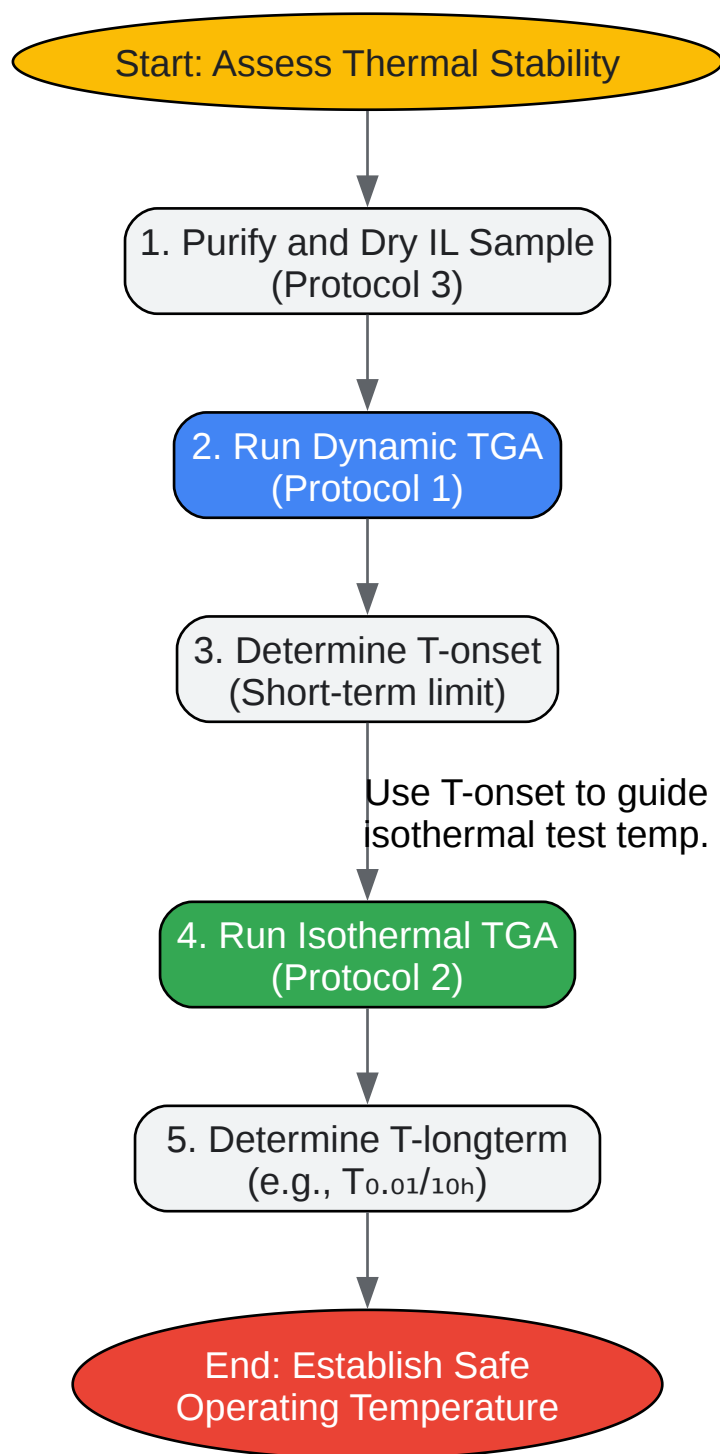 Start: Assess Thermal Stability
1. Purify and Dry IL Sample
(Protocol 3)
2. Run Dynamic TGA
(Protocol 1)
3. Determine T-onset
(Short-term limit)
Use T-onset to guide
isothermal test temp.
4. Run Isothermal TGA
(Protocol 2)
5. Determine T-longterm
(e.g., T₀.₀₁/₁₀ₕ)
End: Establish Safe
Operating Temperature